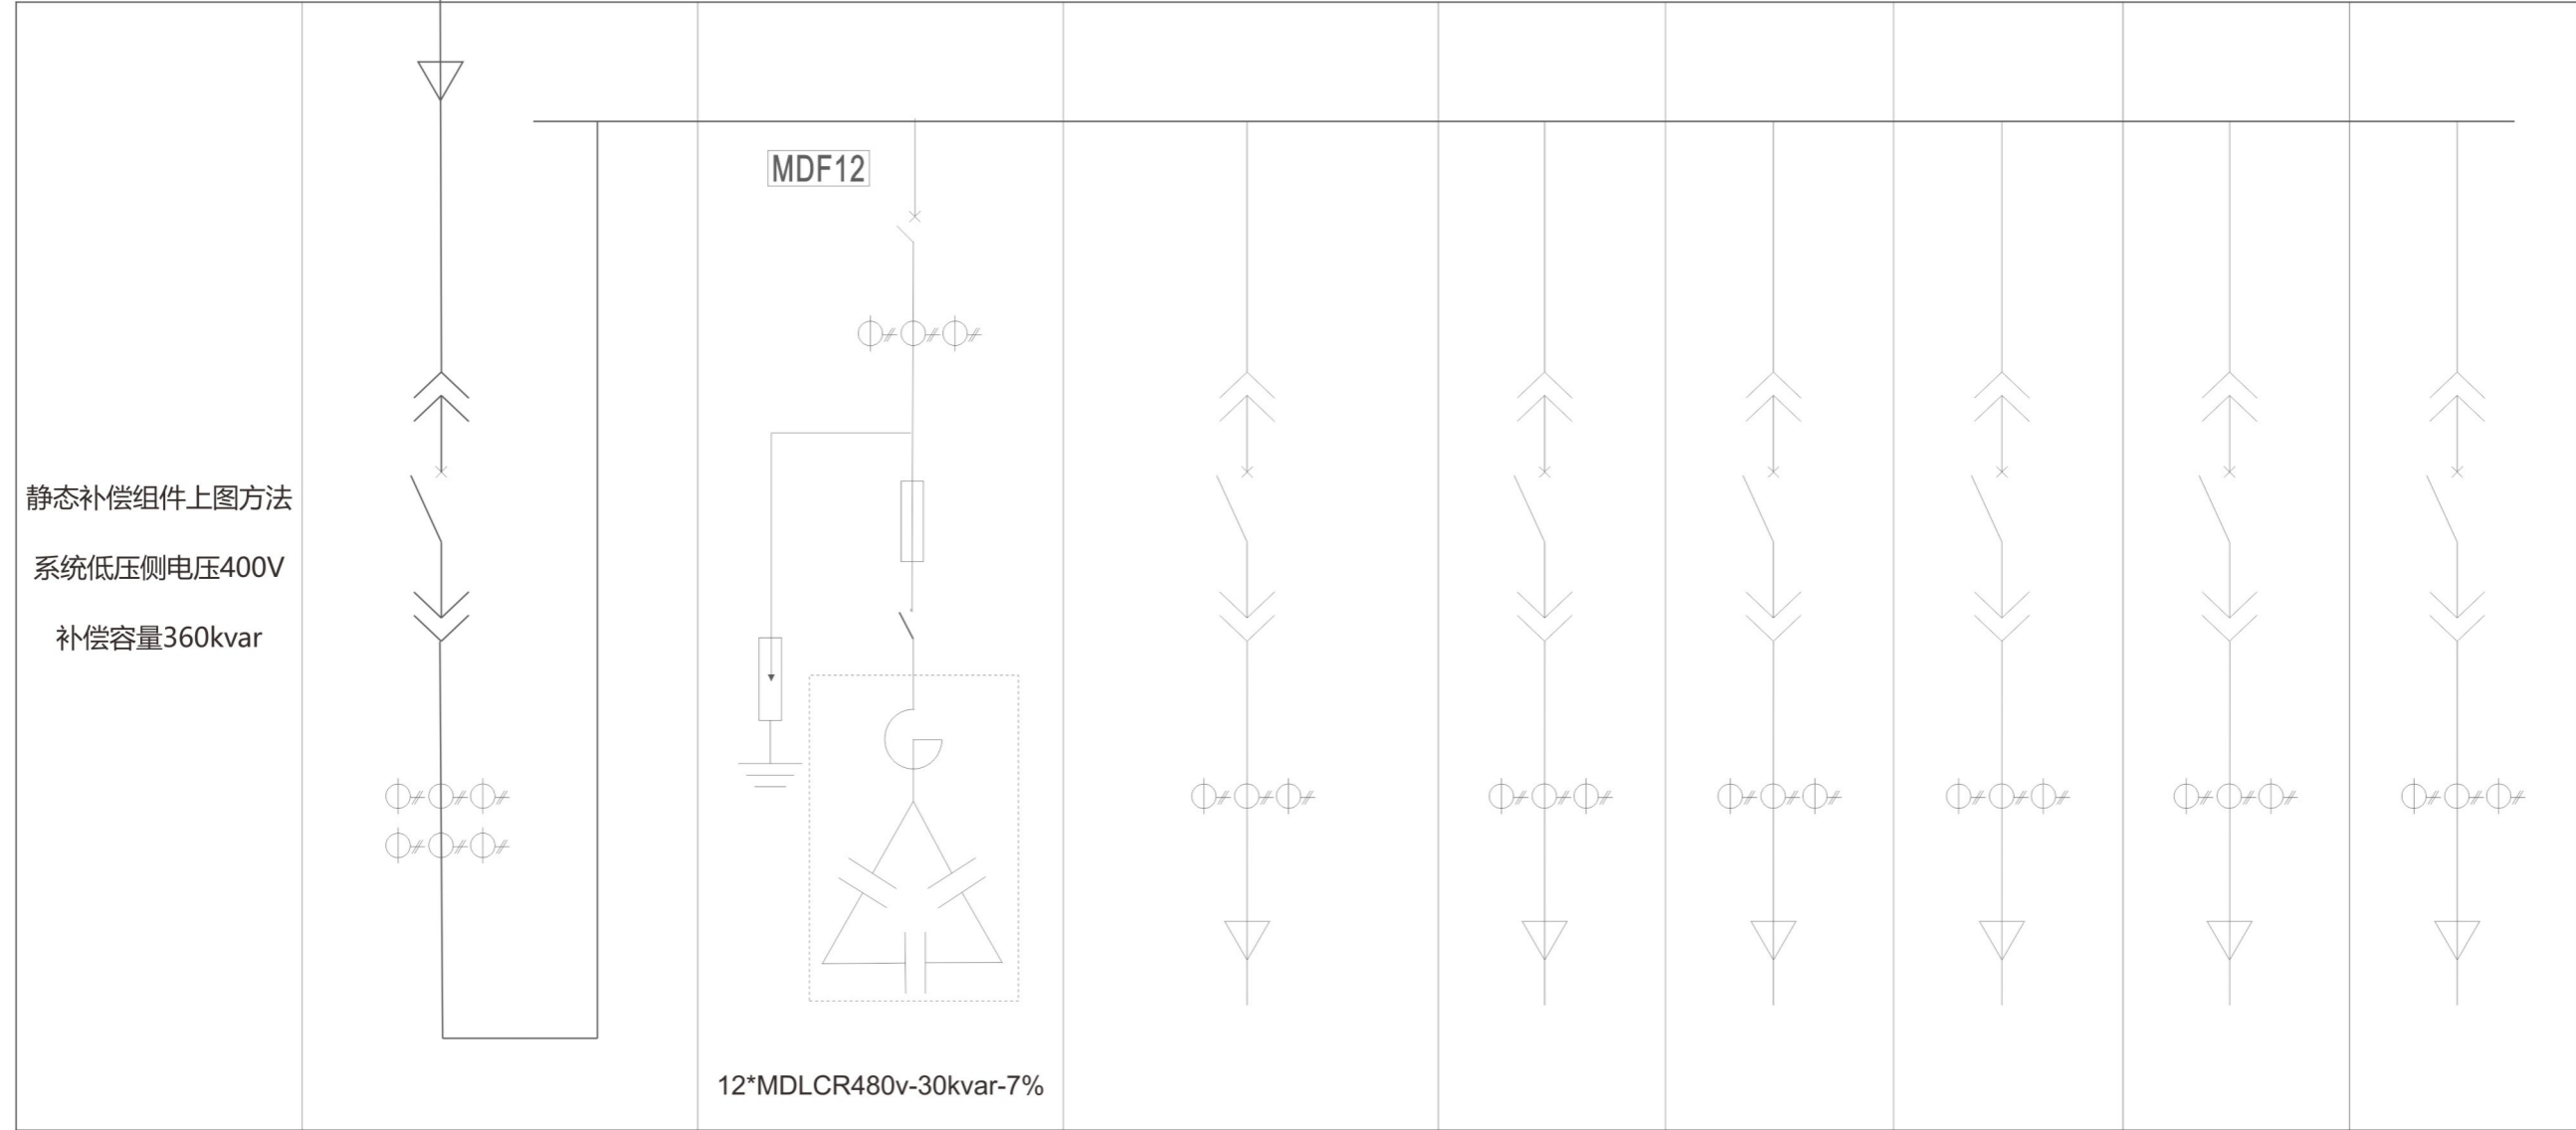 MDF12
静态补偿组件上图方法
系统低压侧电压400V
补偿容量360kvar
12*MDLCR480v-30kvar-7%